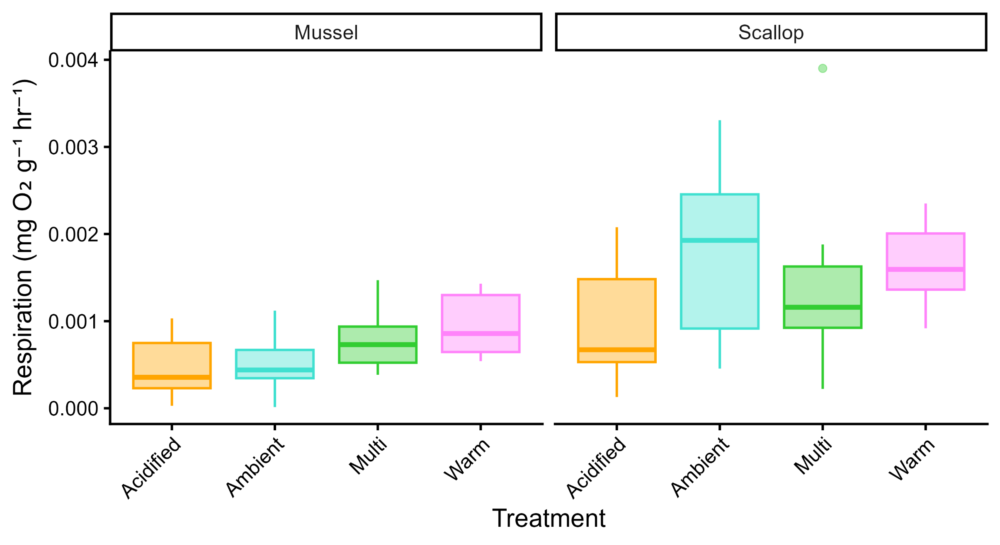 Mussel
Scallop
Respiration (mg O₂ g⁻¹ hr⁻¹)
0.004
0.003
0.002
0.001
0.000
Acidified
Ambient
Multi
Warm
Acidified
Ambient
Multi
Warm
Treatment